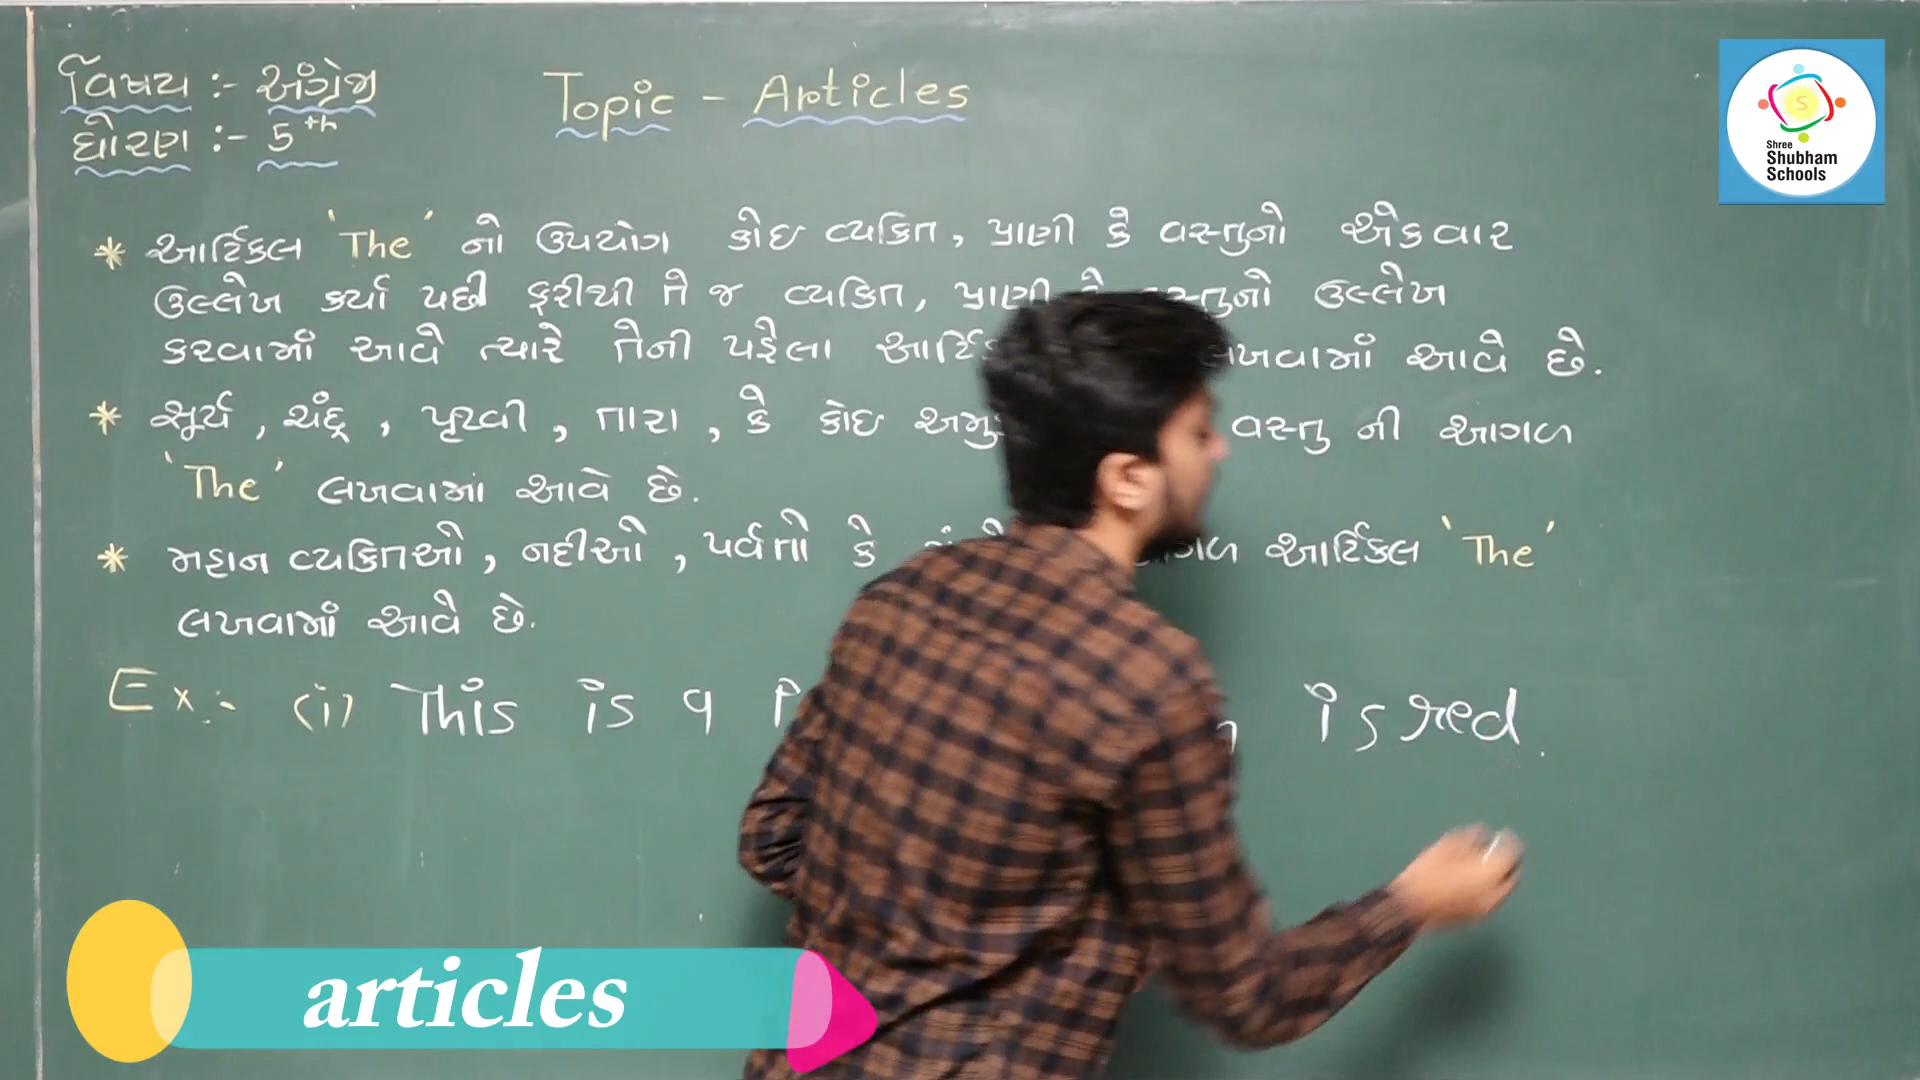 વિષય :- અંગ્રેજી
ધોરણ :- 5th
Topic - Articles
Shree
Shubham
Schools
* આર્ટિકલ 'The' નો ઉપયોગ કોઇ વ્યકિત, પ્રાણી કે વસ્તુનો એકવાર
ઉલ્લેખ કર્યા પછી ફરીથી તે જ વ્યકિત, પ્રાણી કે વસ્તુનો ઉલ્લેખ
કરવામાં આવે ત્યારે તેની પહેલા લખવામાં આવે છે.
* સૂર્ય, ચંદ્ર, પૃથ્વી, તારા, કે કોઇ વસ્તુ ની આગળ
'The' લખવામાં આવે છે.
* મહાન વ્યકિતઓ, નદીઓ, પર્વતો કે આર્ટિકલ 'The'
લખવામાં આવે છે.
Ex:- (i) This is a is red.
articles